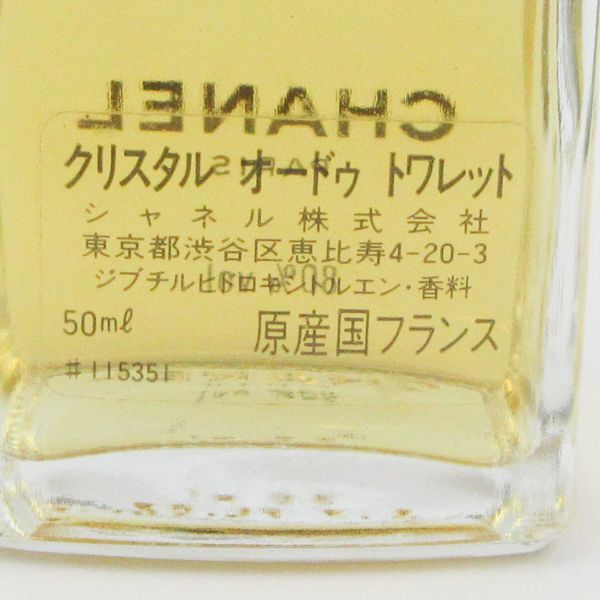 CHANEL
PARIS
クリスタル オードゥ トワレット
シャネル株式会社
東京都渋谷区恵比寿4-20-3
ジブチルヒドロキシトルエン・香料
50ml 原産国フランス
#115351